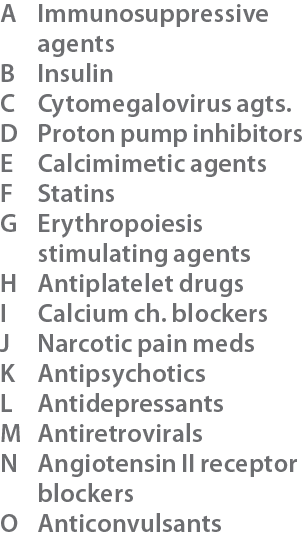 A Immunosuppressive
agents
B Insulin
C Cytomegalovirus agts.
D Proton pump inhibitors
E Calcimimetic agents
F Statins
G Erythropoiesis
stimulating agents
H Antiplatelet drugs
I Calcium ch. blockers
J Narcotic pain meds
K Antipsychotics
L Antidepressants
M Antiretrovirals
N Angiotensin II receptor
blockers
O Anticonvulsants